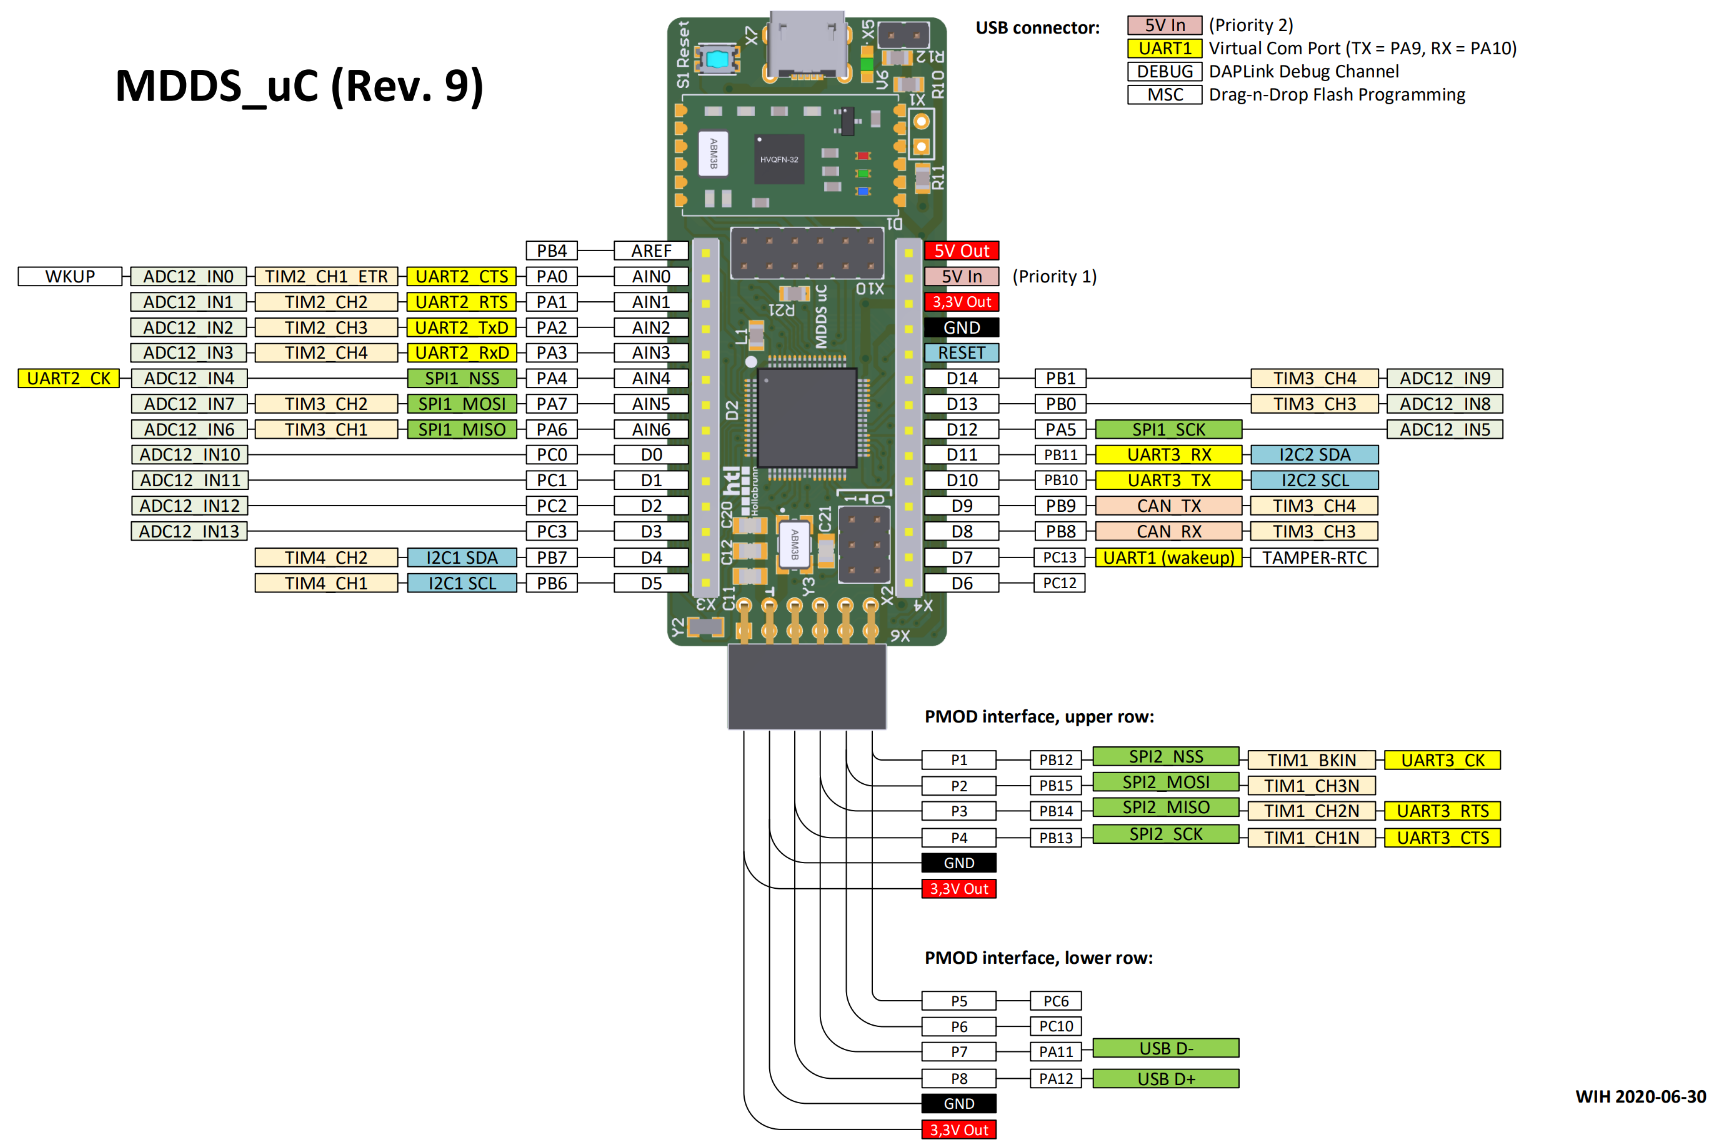 MDDS_uC (Rev. 9)
USB connector:
5V In (Priority 2)
UART1 Virtual Com Port (TX = PA9, RX = PA10)
DEBUG DAPLink Debug Channel
MSC Drag-n-Drop Flash Programming
S1 Reset
X7
X5
V6
R12
R10
X1
R11
ABM3B
HVQFN-32
D1
X10
R21
MDDS uC
L1
D2
htl
Hollabrunn
1 0
T
C20
C21
C12
C11
ABM3B
Y3
T
X2
X3
X4
Y2
X6
PB4 AREF
WKUP ADC12_IN0 TIM2_CH1_ETR UART2_CTS PA0 AIN0
ADC12_IN1 TIM2_CH2 UART2_RTS PA1 AIN1
ADC12_IN2 TIM2_CH3 UART2_TxD PA2 AIN2
ADC12_IN3 TIM2_CH4 UART2_RxD PA3 AIN3
UART2_CK ADC12_IN4 SPI1_NSS PA4 AIN4
ADC12_IN7 TIM3_CH2 SPI1_MOSI PA7 AIN5
ADC12_IN6 TIM3_CH1 SPI1_MISO PA6 AIN6
ADC12_IN10 PC0 D0
ADC12_IN11 PC1 D1
ADC12_IN12 PC2 D2
ADC12_IN13 PC3 D3
TIM4_CH2 I2C1 SDA PB7 D4
TIM4_CH1 I2C1 SCL PB6 D5
5V Out
5V In (Priority 1)
3,3V Out
GND
RESET
D14 PB1 TIM3_CH4 ADC12_IN9
D13 PB0 TIM3_CH3 ADC12_IN8
D12 PA5 SPI1_SCK ADC12_IN5
D11 PB11 UART3_RX I2C2 SDA
D10 PB10 UART3_TX I2C2 SCL
D9 PB9 CAN_TX TIM3_CH4
D8 PB8 CAN_RX TIM3_CH3
D7 PC13 UART1 (wakeup) TAMPER-RTC
D6 PC12
PMOD interface, upper row:
P1 PB12 SPI2_NSS TIM1_BKIN UART3_CK
P2 PB15 SPI2_MOSI TIM1_CH3N
P3 PB14 SPI2_MISO TIM1_CH2N UART3_RTS
P4 PB13 SPI2_SCK TIM1_CH1N UART3_CTS
GND
3,3V Out
PMOD interface, lower row:
P5 PC6
P6 PC10
P7 PA11 USB D-
P8 PA12 USB D+
GND
3,3V Out
WIH 2020-06-30